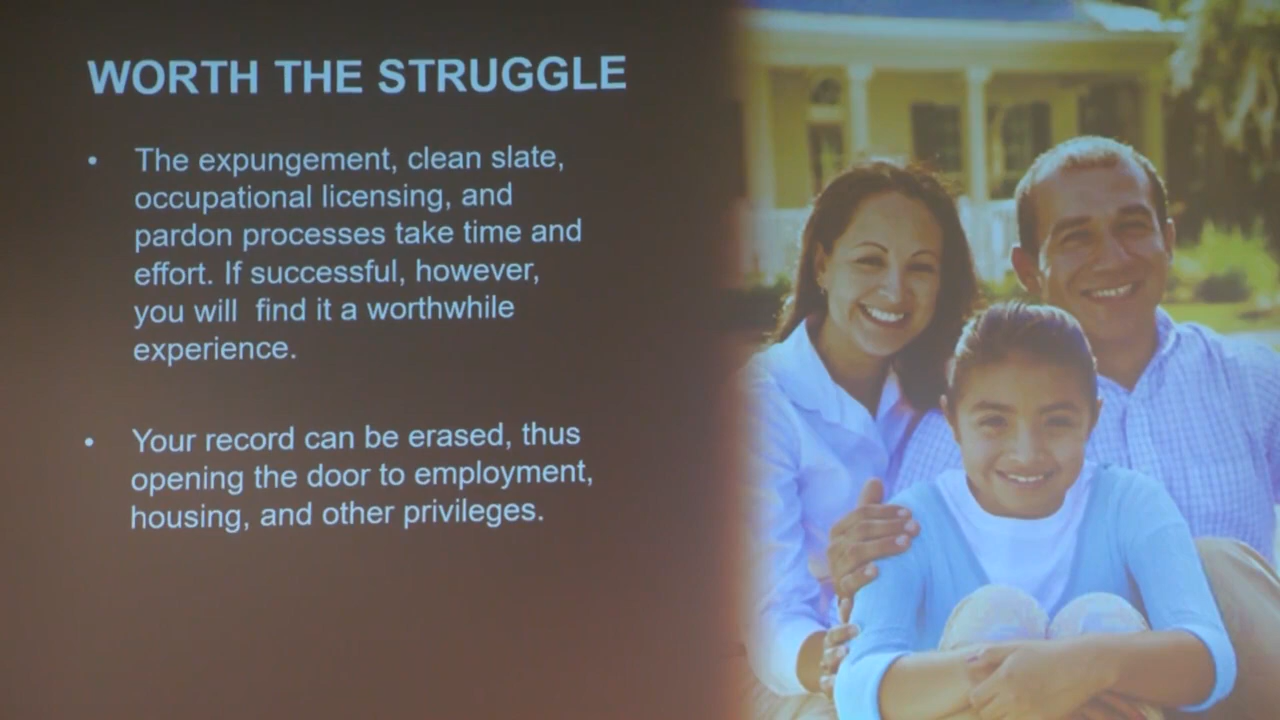 WORTH THE STRUGGLE
• The expungement, clean slate,
occupational licensing, and
pardon processes take time and
effort. If successful, however,
you will  find it a worthwhile
experience.
• Your record can be erased, thus
opening the door to employment,
housing, and other privileges.